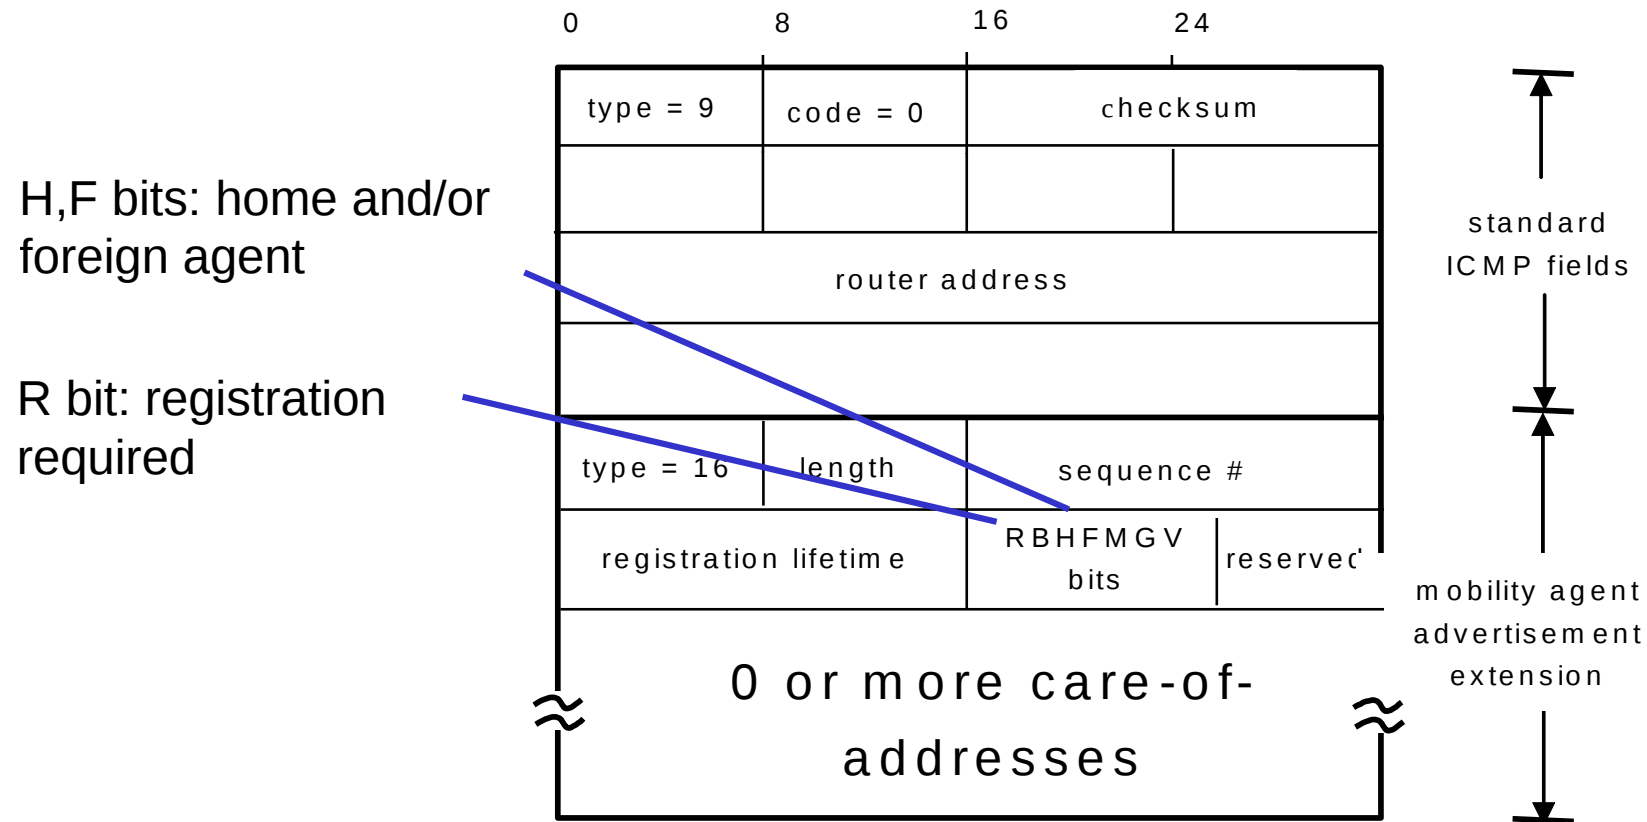 0 8 16 24
type = 9 code = 0 checksum
H,F bits: home and/or
foreign agent
standard
ICMP fields
router address
R bit: registration
required
type = 16 length sequence #
registration lifetime RBHFMGV
bits
reserved
mobility agent
advertisement
extension
0 or more care-of-
addresses